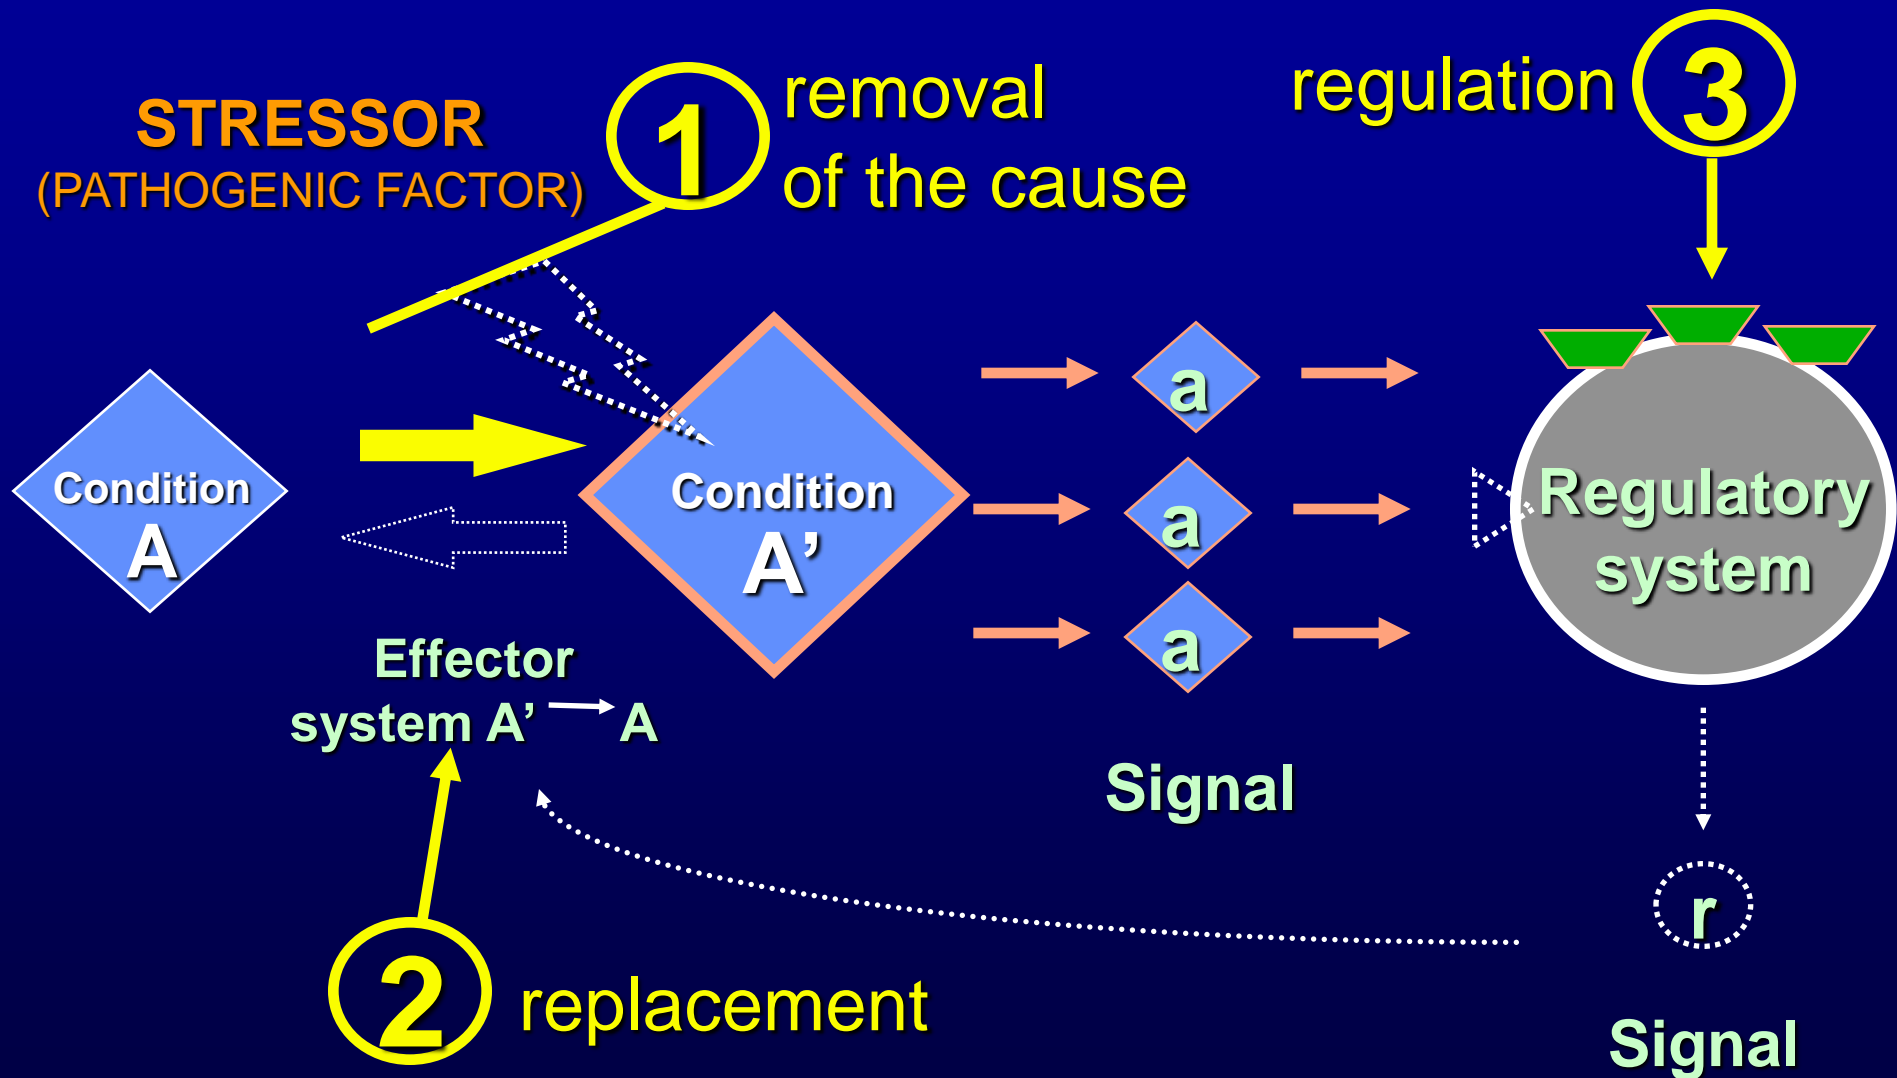 STRESSOR
(PATHOGENIC FACTOR)
1
removal
of the cause
regulation
3
Condition
A
Condition
A’
a
a
a
Regulatory
system
Effector
system A’ → A
Signal
2
replacement
r
Signal